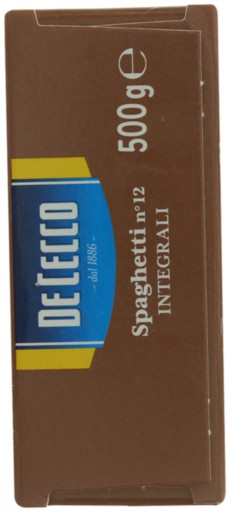 DE CECCO
– dal 1886 –
Spaghetti n°12
INTEGRALI
500g ℮